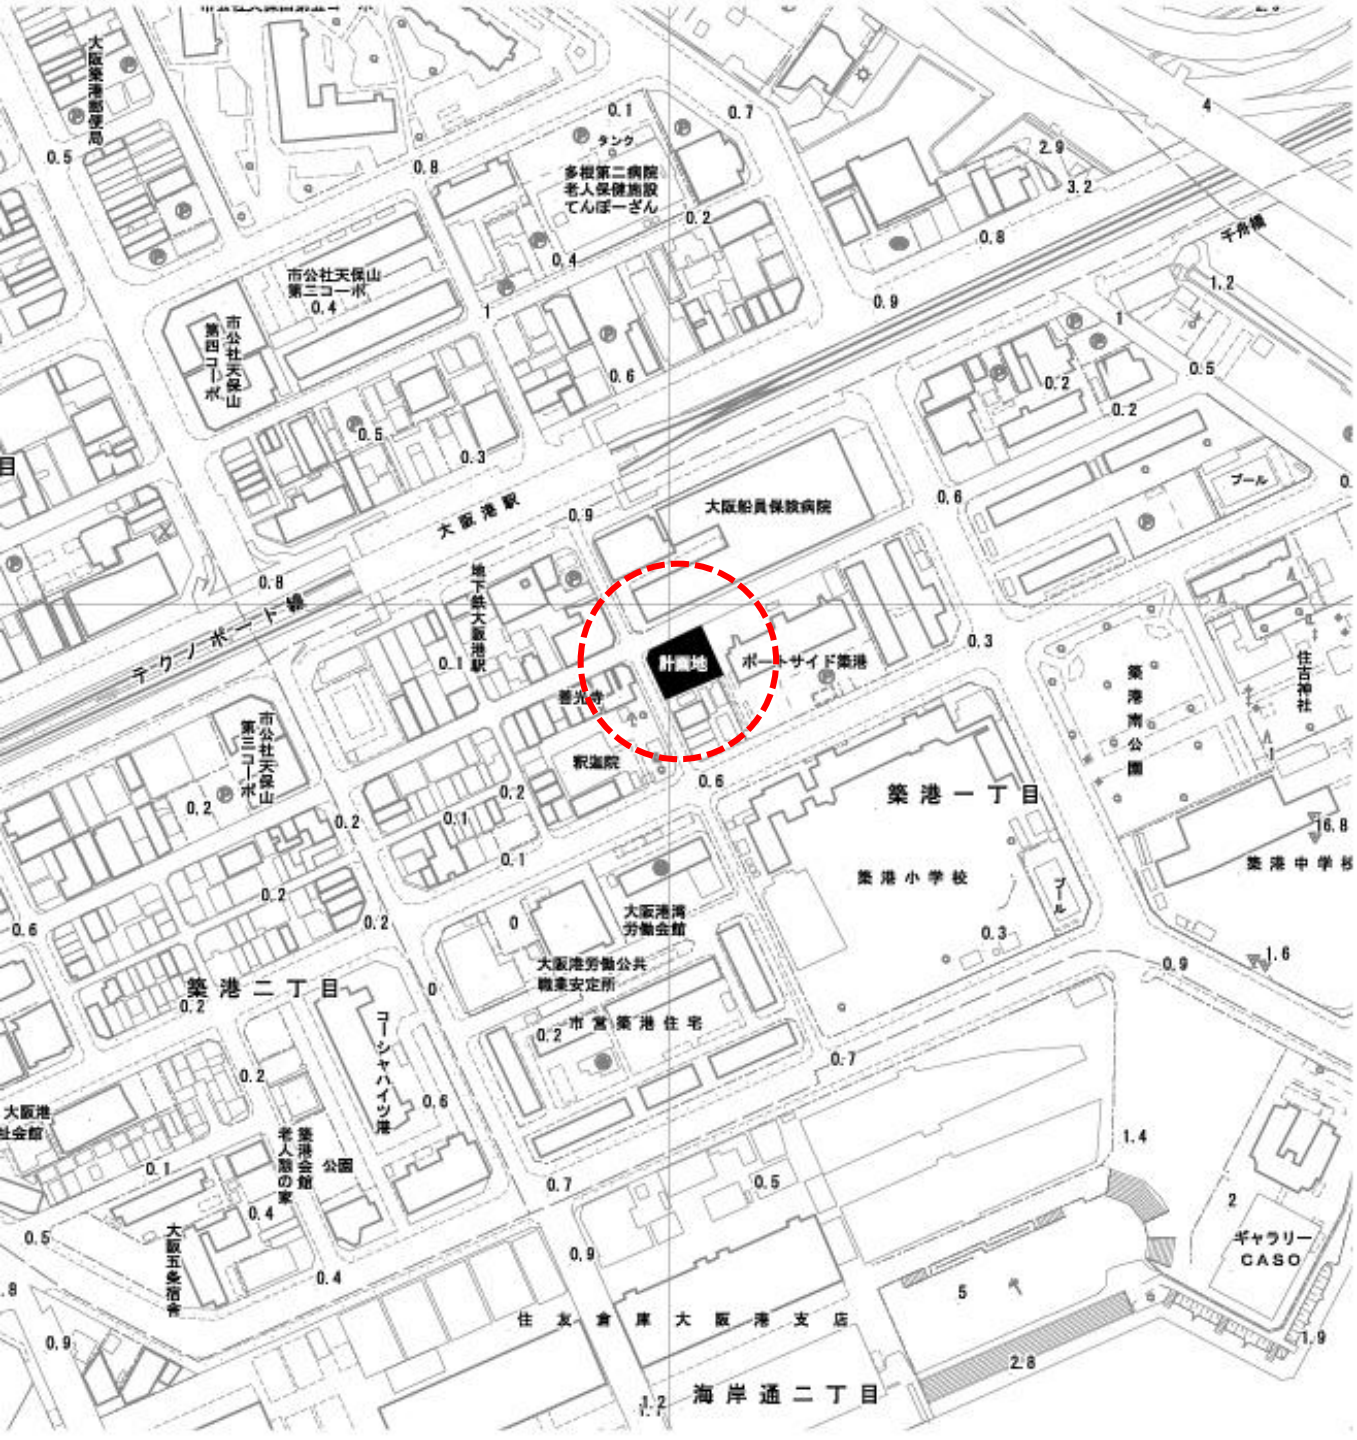 大阪築港郵便局
0.5
0.8
0.1
タンク
0.7
多根第二病院
老人保健施設
てんぽーざん
0.2
0.4
4
2.9
3.2
0.8
千舟橋
0.9
1.2
1
0.5
市公社天保山
第二コーポ
0.4
市公社天保山
第四コーポ
1
0.6
0.5
0.3
0.2
0.2
目
大阪港駅
0.9
大阪船員保険病院
0.6
プール
0.8
テクノポート線
地下鉄大阪港駅
0.1
計画地
ポートサイド築港
0.3
善光寺
釈迦院
0.6
築港南公園
住吉神社
市公社天保山
第三コーポ
0.2
0.2
0.2
0.1
0.1
築港一丁目
16.8
築港中学校
築港小学校
プール
0.3
0.2
0.2
0.6
0
大阪港湾
労働会館
大阪港労働公共
職業安定所
0.9
1.6
築港二丁目
0.2
0
コーシャハイツ港
0.2
市営築港住宅
0.7
0.2
0.6
大阪港
社会館
築港会館
老人憩の家
公園
0.1
0.4
0.7
0.5
1.4
2
0.5
大阪五条宿舎
0.4
0.9
ギャラリー
CASO
5
住友倉庫大阪港支店
0.9
1.9
2.8
1.2
海岸通二丁目